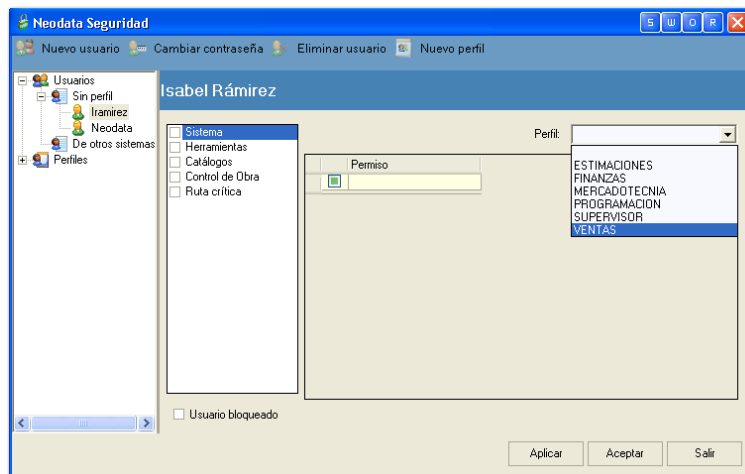 Neodata Seguridad
S W O R
Nuevo usuario Cambiar contraseña Eliminar usuario Nuevo perfil
Usuarios
Sin perfil
Iramirez
Neodata
De otros sistemas
Perfiles
Isabel Rámirez
Sistema
Herramientas
Catálogos
Control de Obra
Ruta crítica
Perfil:
ESTIMACIONES
FINANZAS
MERCADOTECNIA
PROGRAMACION
SUPERVISOR
VENTAS
Permiso
Usuario bloqueado
Aplicar Aceptar Salir